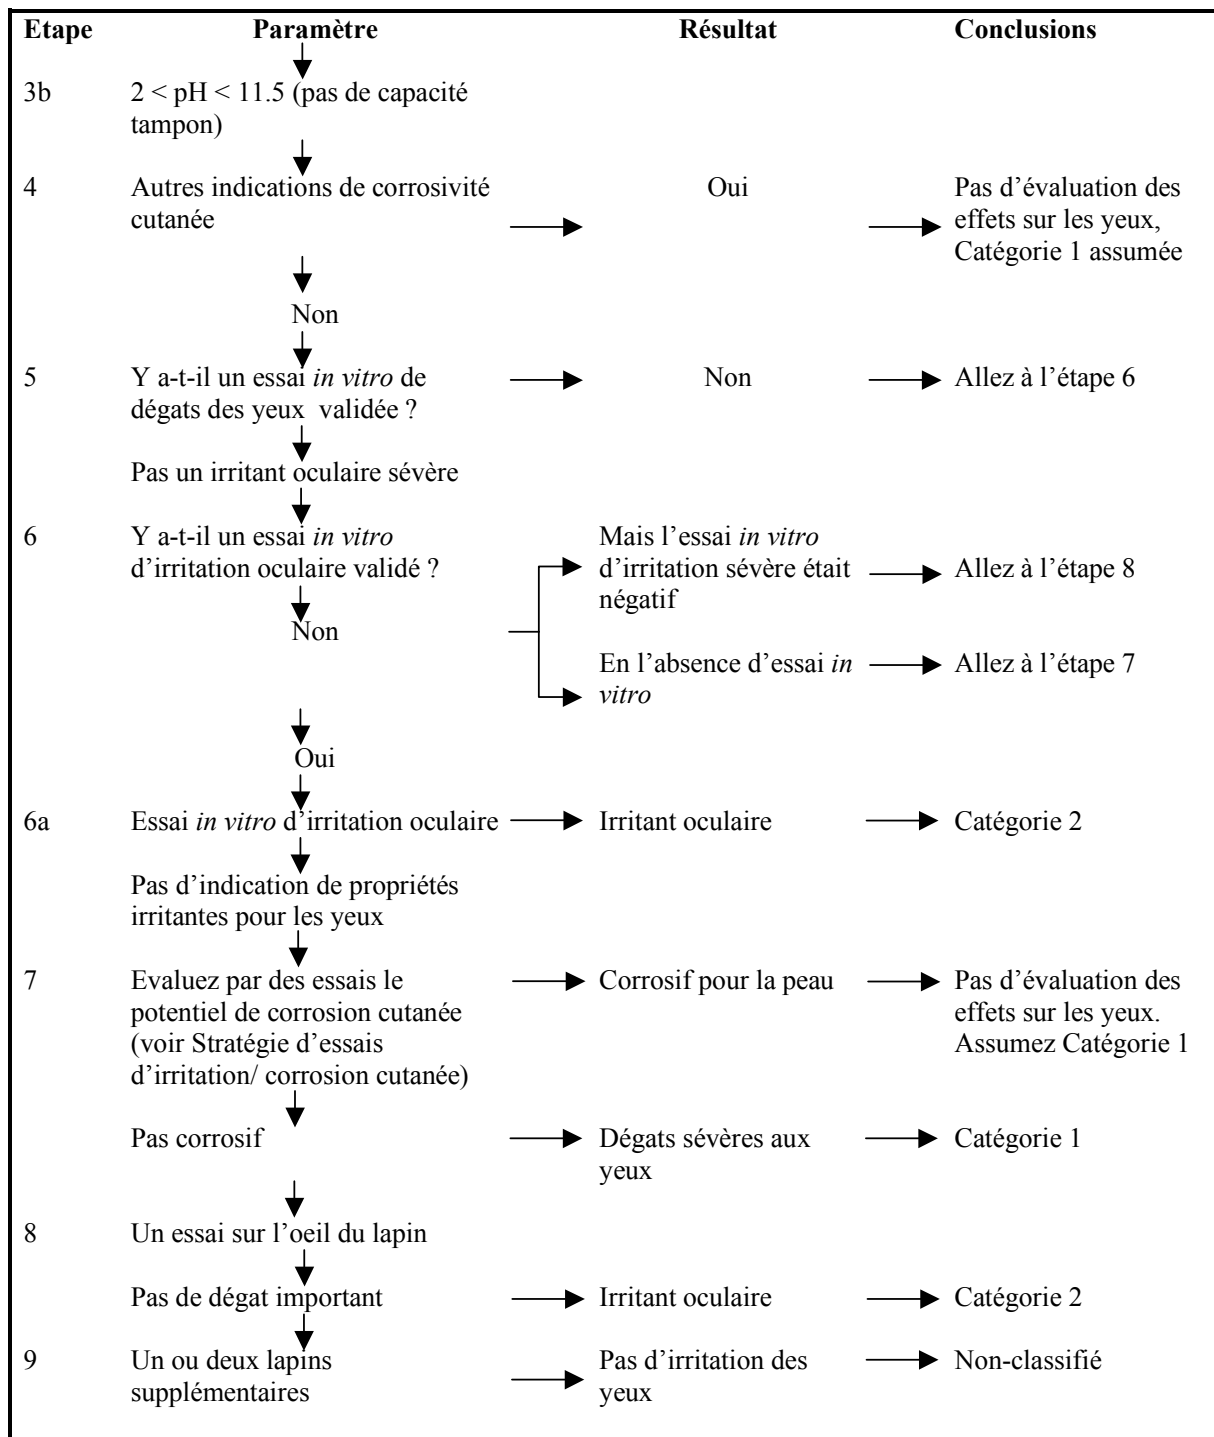 Etape Paramètre Résultat Conclusions
3b 2 < pH < 11.5 (pas de capacité
tampon)
4 Autres indications de corrosivité Oui Pas d’évaluation des
cutanée effets sur les yeux,
Catégorie 1 assumée
Non
5 Y a-t-il un essai in vitro de Non Allez à l’étape 6
dégats des yeux validée ?
Pas un irritant oculaire sévère
6 Y a-t-il un essai in vitro Mais l’essai in vitro
d’irritation oculaire validé ? d’irritation sévère était Allez à l’étape 8
négatif
Non
En l’absence d’essai in Allez à l’étape 7
vitro
Oui
6a Essai in vitro d’irritation oculaire Irritant oculaire Catégorie 2
Pas d’indication de propriétés
irritantes pour les yeux
7 Evaluez par des essais le Corrosif pour la peau Pas d’évaluation des
potentiel de corrosion cutanée effets sur les yeux.
(voir Stratégie d’essais Assumez Catégorie 1
d’irritation/ corrosion cutanée)
Pas corrosif Dégats sévères aux Catégorie 1
yeux
8 Un essai sur l’oeil du lapin
Pas de dégat important Irritant oculaire Catégorie 2
9 Un ou deux lapins Pas d’irritation des Non-classifié
supplémentaires yeux